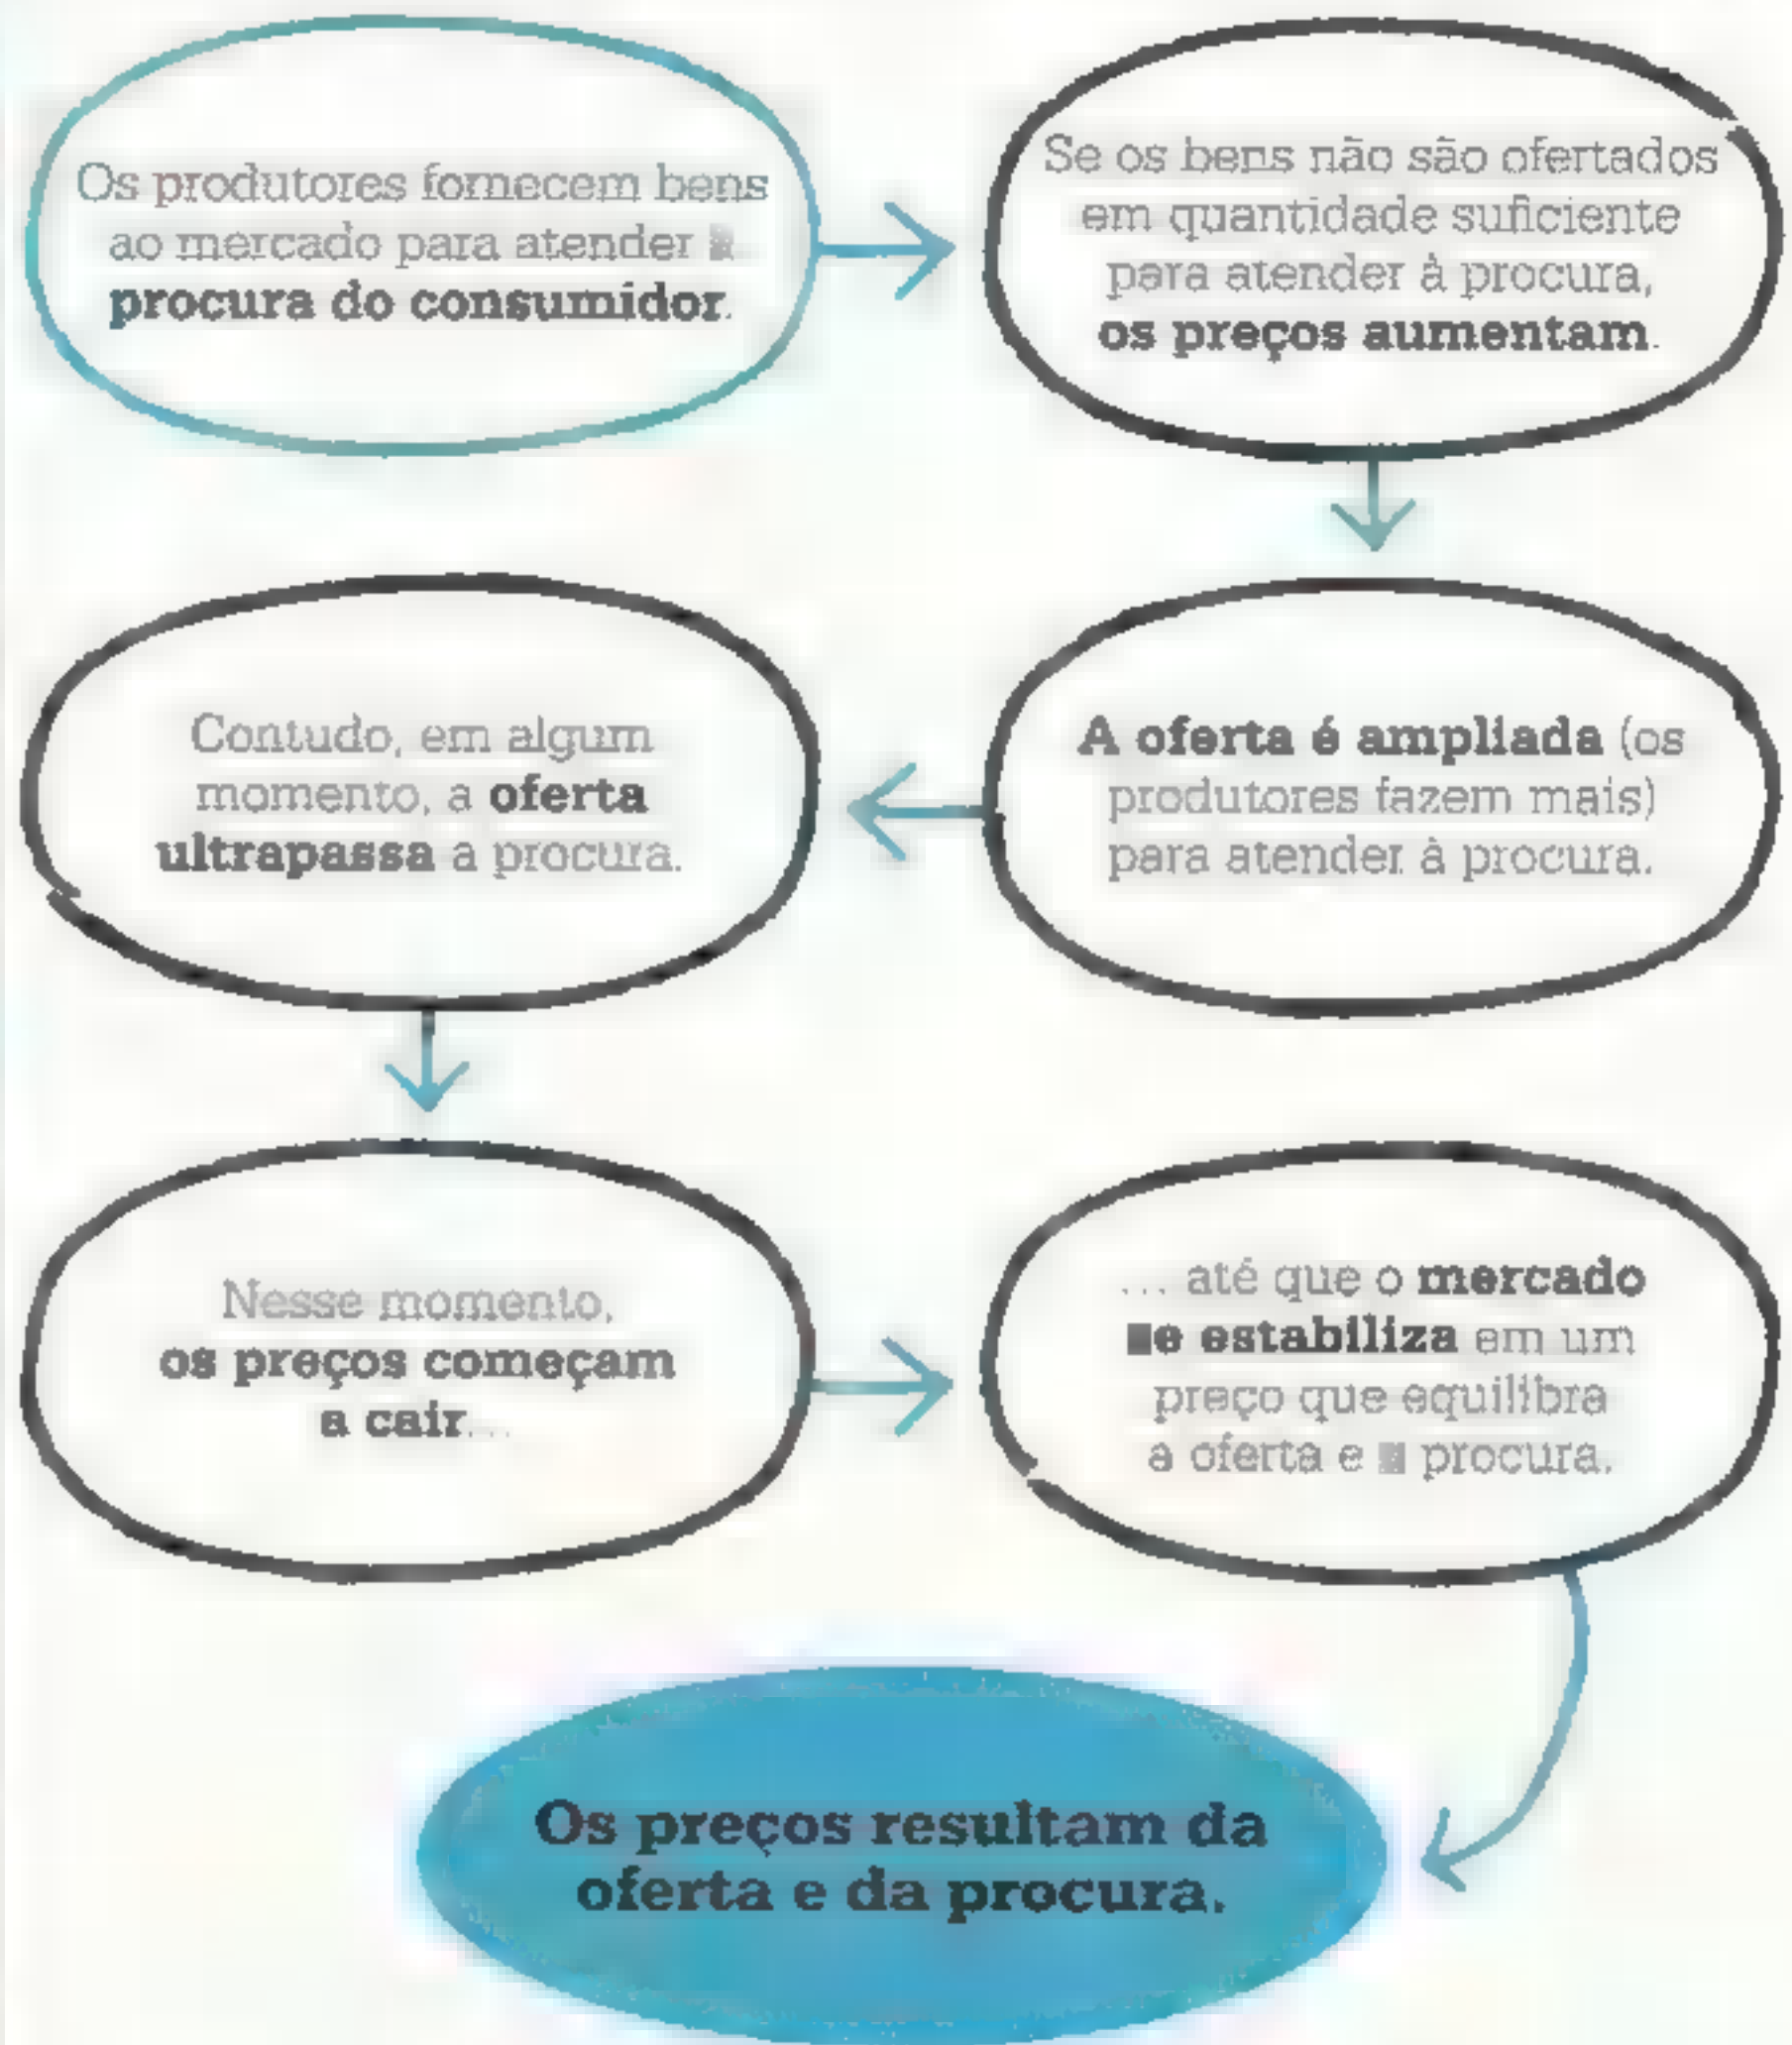 Os produtores fornecem bens
ao mercado para atender
procura do consumidor.
Se os bens não são ofertados
em quantidade suficiente
para atender à procura,
os preços aumentam.
A oferta é ampliada (os
produtores fazem mais)
para atender à procura.
Contudo, em algum
momento, a oferta
ultrapassa a procura.
Nesse momento,
os preços começam
a cair...
... até que o mercado
estabiliza em um
preço que equilibra
a oferta e procura.
Os preços resultam da
oferta e da procura.